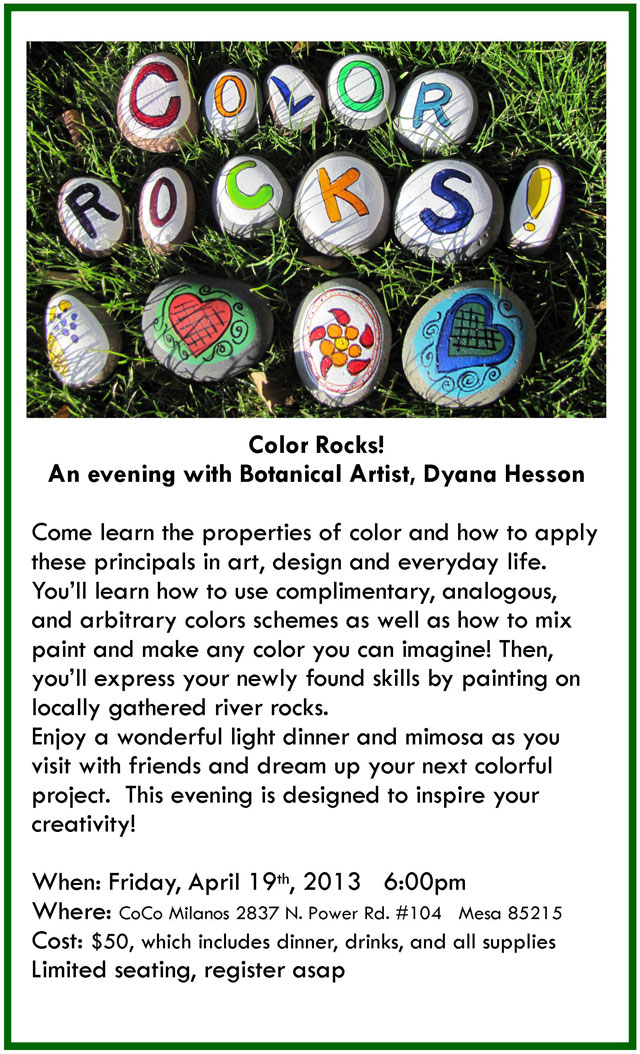 COLOR
ROCKS!
Color Rocks!
An evening with Botanical Artist, Dyana Hesson
Come learn the properties of color and how to apply
these principals in art, design and everyday life.
You'll learn how to use complimentary, analogous,
and arbitrary colors schemes as well as how to mix
paint and make any color you can imagine! Then,
you'll express your newly found skills by painting on
locally gathered river rocks.
Enjoy a wonderful light dinner and mimosa as you
visit with friends and dream up your next colorful
project.  This evening is designed to inspire your
creativity!
When: Friday, April 19th, 2013   6:00pm
Where: CoCo Milanos 2837 N. Power Rd. #104   Mesa 85215
Cost: $50, which includes dinner, drinks, and all supplies
Limited seating, register asap